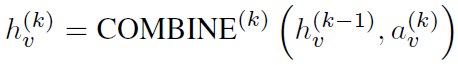 h_v^{(k)} = COMBINE^{(k)} ( h_v^{(k−1)}, a_v^{(k)} )